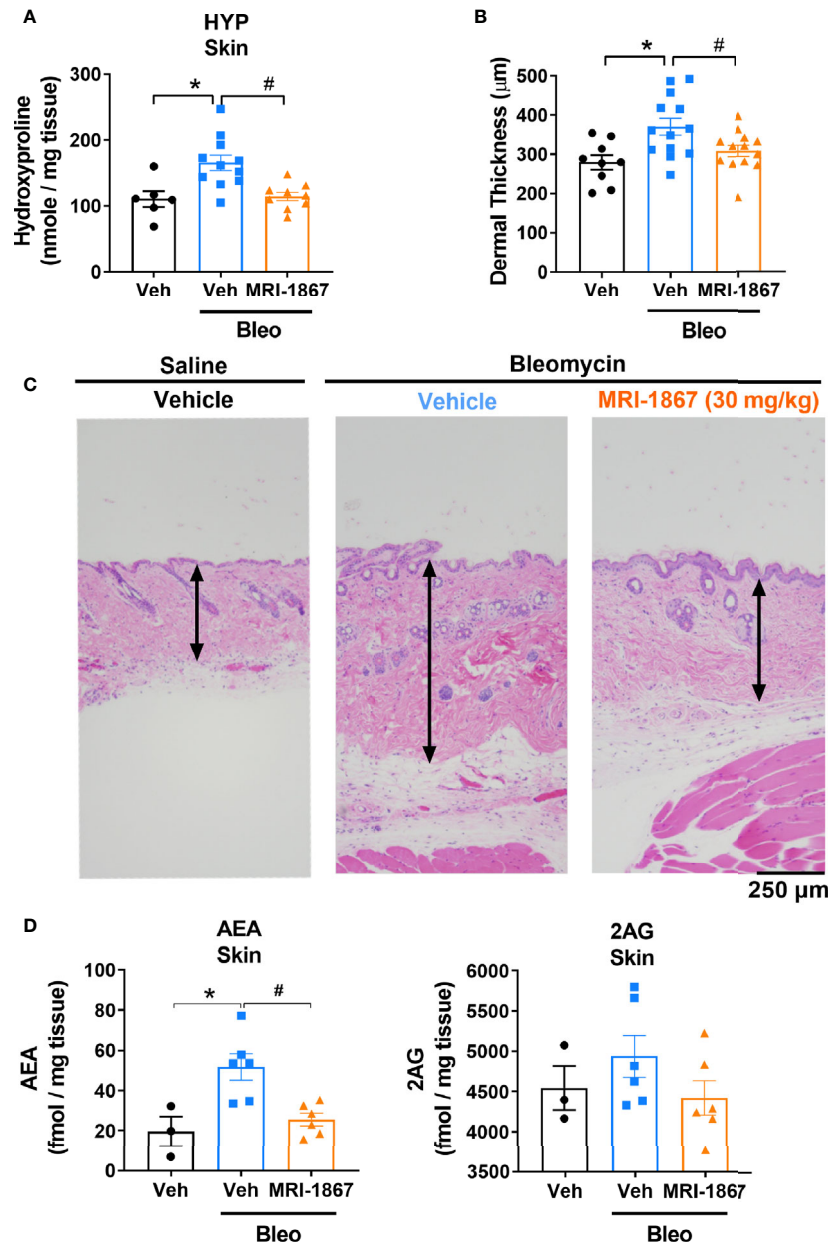 A
HYP
Skin
Hydroxyproline
(nmole / mg tissue)
300
200
100
0
*
#
Veh
Veh
MRI-1867
Bleo
B
Dermal Thickness (µm)
500
400
300
200
100
0
*
#
Veh
Veh
MRI-1867
Bleo
C
Saline
Bleomycin
Vehicle
Vehicle
MRI-1867 (30 mg/kg)
250 µm
D
AEA
Skin
AEA
(fmol / mg tissue)
100
80
60
40
20
0
*
#
Veh
Veh
MRI-1867
Bleo
2AG
Skin
2AG
(fmol / mg tissue)
6000
5500
5000
4500
4000
3500
Veh
Veh
MRI-1867
Bleo